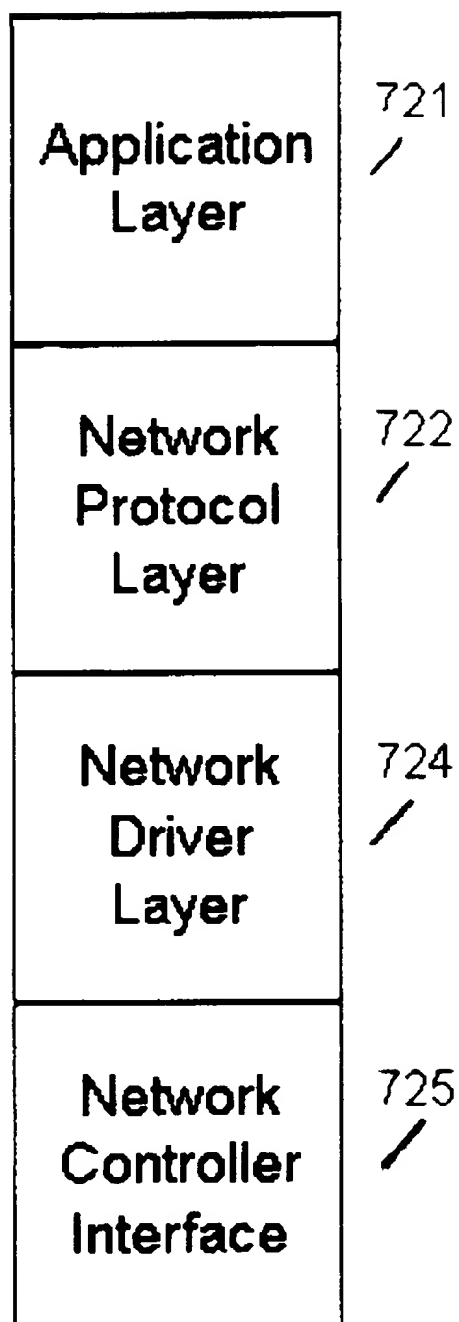 Application
Layer
721
Network
Protocol
Layer
722
Network
Driver
Layer
724
Network
Controller
Interface
725